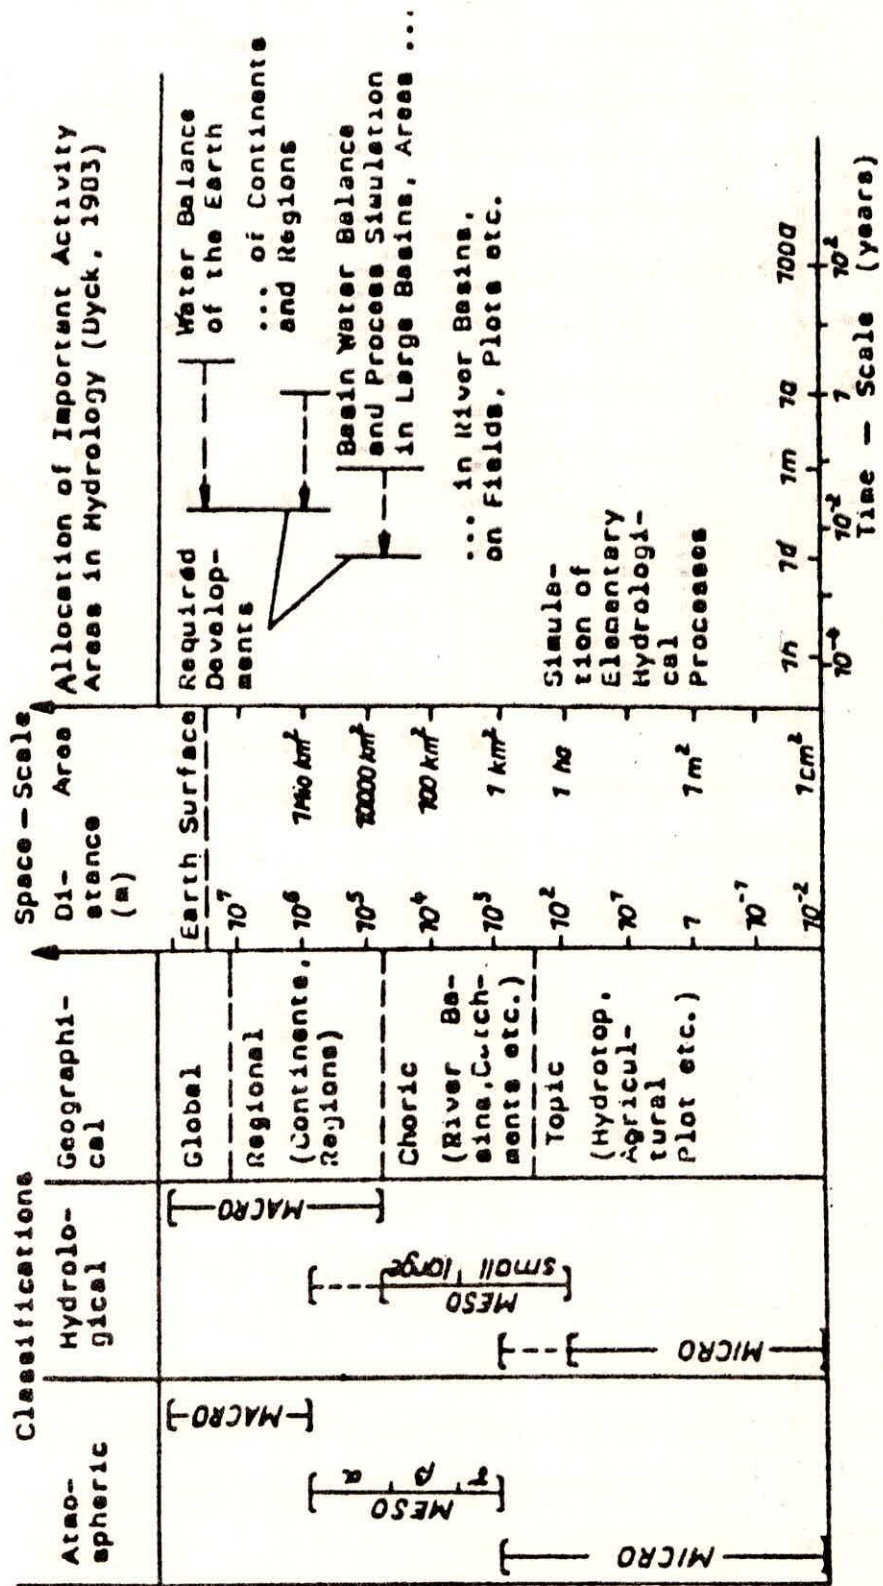 Classifications
Atmo-
spheric
Hydrolo-
gical
Geographi-
cal
Space — Scale
Di-
stance
(m)
Area
Allocation of Important Activity
Areas in Hydrology (Dyck, 1983)
MACRO
MESO
α
β
γ
MICRO
MACRO
MESO
large
small
MICRO
Global
Regional
(Continents,
Regions)
Choric
(River Ba-
sins, Catch-
ments etc.)
Topic
(Hydrotop,
Agricul-
tural
Plot etc.)
Earth Surface
10⁷
10⁶
10⁵
10⁴
10³
10²
10¹
1
10⁻¹
10⁻²
1 Mio km²
10000 km²
100 km²
1 km²
1 ha
1 m²
1 cm²
Required
Develop-
ments
Water Balance
of the Earth
... of Continents
and Regions
Basin Water Balance
and Process Simulation
in Large Basins, Areas ...
... in River Basins,
on Fields, Plots etc.
Simula-
tion of
Elementary
Hydrologi-
cal
Processes
1h 1d 1m 1a 100a
10⁻⁴ 10⁻² 1 10²
Time — Scale (years)